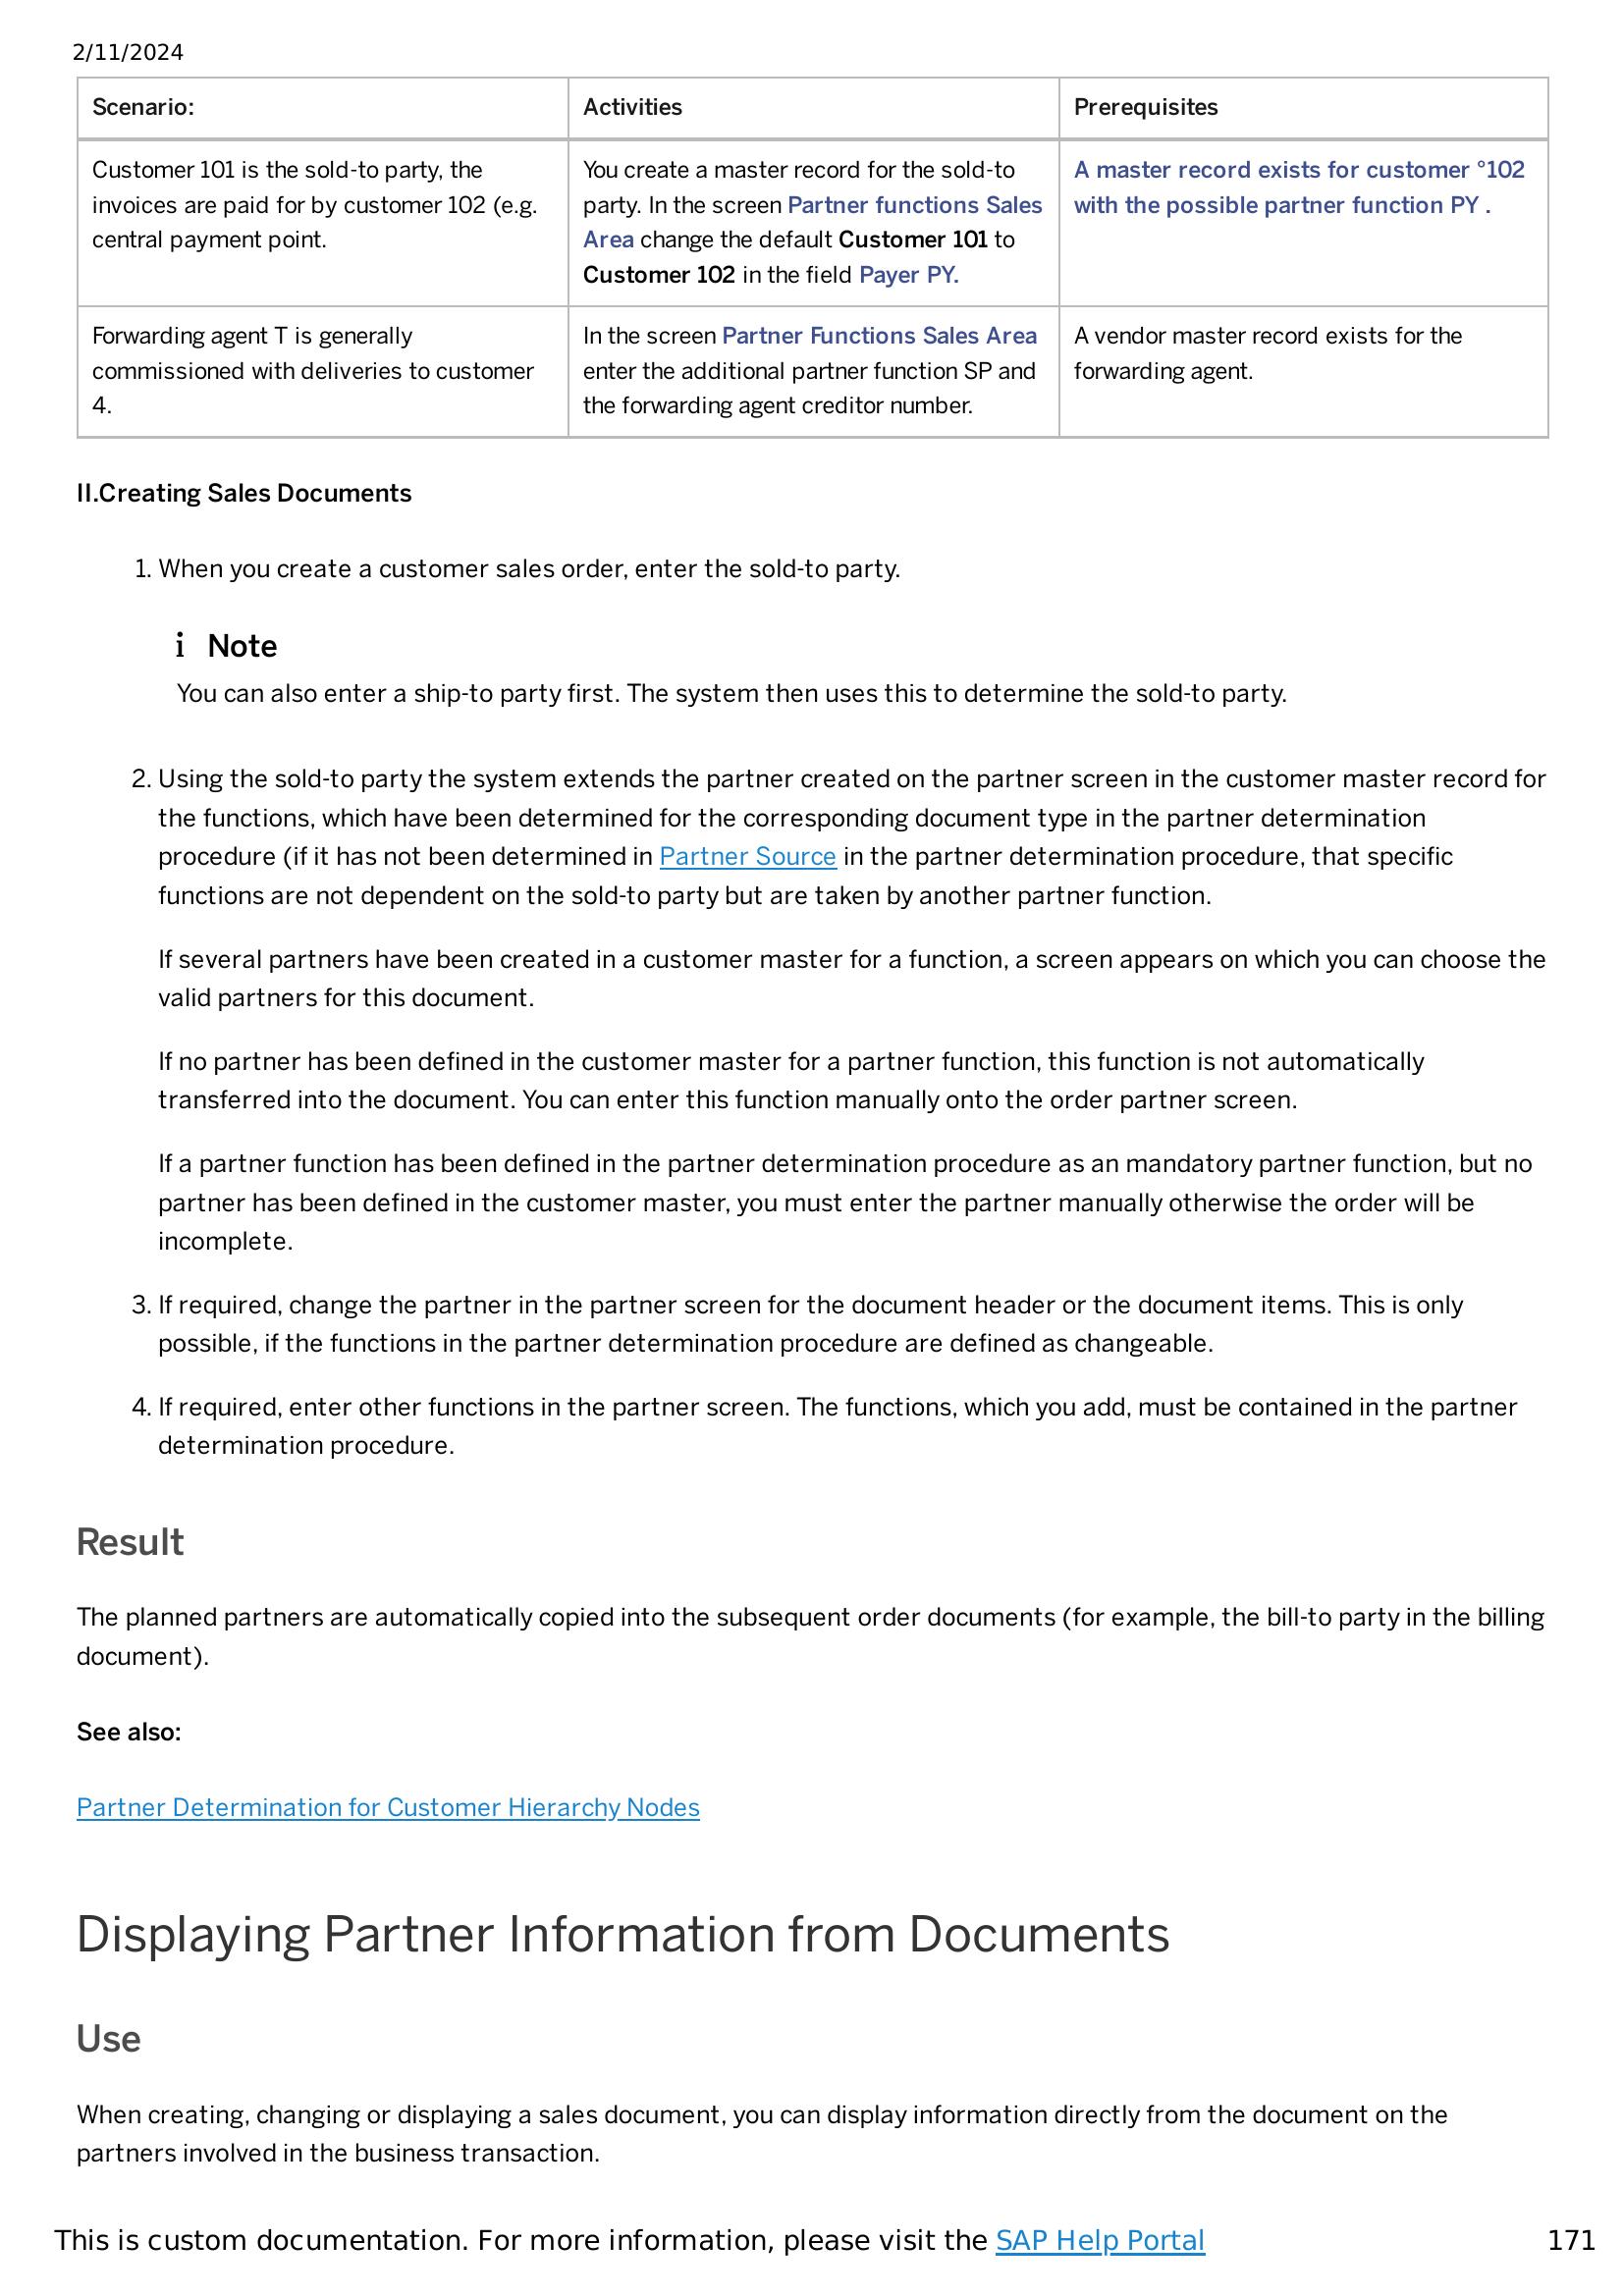 2/11/2024
Scenario:
Activities
Prerequisites
Customer 101 is the sold-to party, the
invoices are paid for by customer 102 (e.g.
central payment point.
You create a master record for the sold-to
party. In the screen Partner functions Sales
Area change the default Customer 101 to
Customer 102 in the field Payer PY.
A master record exists for customer °102
with the possible partner function PY .
Forwarding agent T is generally
commissioned with deliveries to customer
4.
In the screen Partner Functions Sales Area
enter the additional partner function SP and
the forwarding agent creditor number.
A vendor master record exists for the
forwarding agent.
II.Creating Sales Documents
1. When you create a customer sales order, enter the sold-to party.
i Note
You can also enter a ship-to party first. The system then uses this to determine the sold-to party.
2. Using the sold-to party the system extends the partner created on the partner screen in the customer master record for
the functions, which have been determined for the corresponding document type in the partner determination
procedure (if it has not been determined in Partner Source in the partner determination procedure, that specific
functions are not dependent on the sold-to party but are taken by another partner function.
If several partners have been created in a customer master for a function, a screen appears on which you can choose the
valid partners for this document.
If no partner has been defined in the customer master for a partner function, this function is not automatically
transferred into the document. You can enter this function manually onto the order partner screen.
If a partner function has been defined in the partner determination procedure as an mandatory partner function, but no
partner has been defined in the customer master, you must enter the partner manually otherwise the order will be
incomplete.
3. If required, change the partner in the partner screen for the document header or the document items. This is only
possible, if the functions in the partner determination procedure are defined as changeable.
4. If required, enter other functions in the partner screen. The functions, which you add, must be contained in the partner
determination procedure.
Result
The planned partners are automatically copied into the subsequent order documents (for example, the bill-to party in the billing
document).
See also:
Partner Determination for Customer Hierarchy Nodes
Displaying Partner Information from Documents
Use
When creating, changing or displaying a sales document, you can display information directly from the document on the
partners involved in the business transaction.
This is custom documentation. For more information, please visit the SAP Help Portal
171